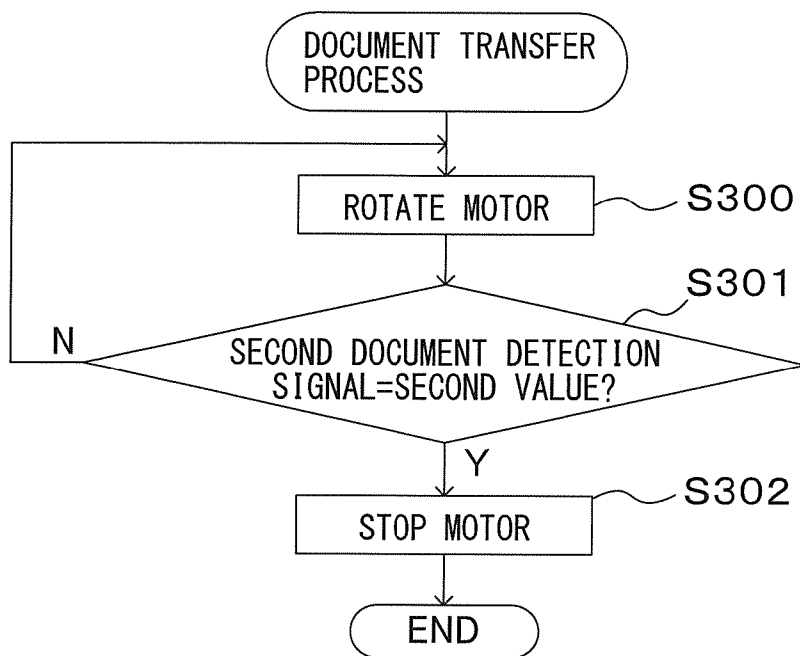 DOCUMENT TRANSFER
PROCESS
ROTATE MOTOR
S300
S301
N
SECOND DOCUMENT DETECTION
SIGNAL=SECOND VALUE?
Y
S302
STOP MOTOR
END